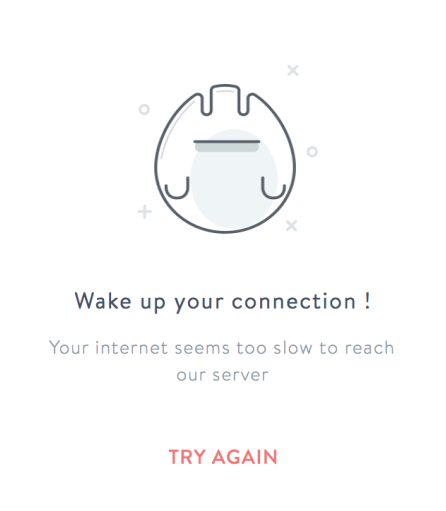 Wake up your connection !
Your internet seems too slow to reach
our server
TRY AGAIN